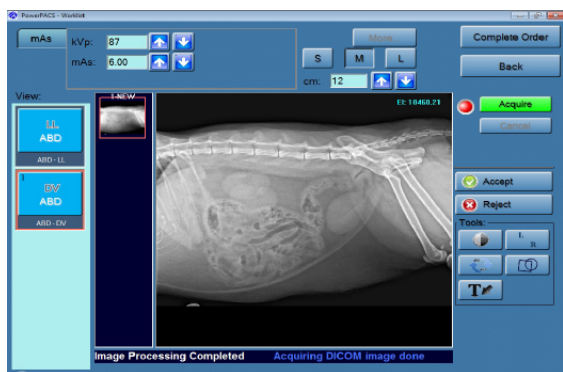 PowerPACS - Worklist
mAs
kVp: 87
mAs: 6.00
More...
S M L
cm: 12
Complete Order
Back
View:
LL
ABD
ABD - LL
1
DV
ABD
ABD - DV
1-NEW
EI: 10460.21
Acquire
Cancel
Accept
Reject
Tools:
L
R
T
Image Processing Completed
Acquiring DICOM image done